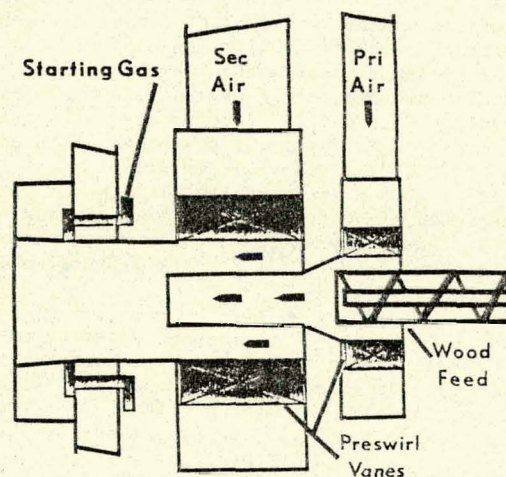 Sec
Air
Pri
Air
Starting Gas
Wood
Feed
Preswirl
Vanes